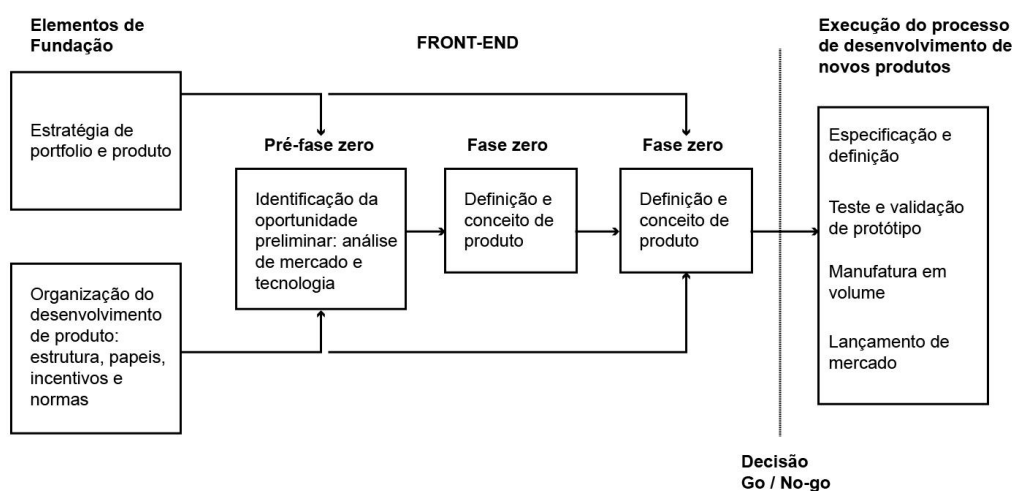 Elementos de
Fundação
FRONT-END
Execução do processo
de desenvolvimento de
novos produtos
Estratégia de
portfolio e produto
Organização do
desenvolvimento
de produto:
estrutura, papeis,
incentivos e
normas
Pré-fase zero
Identificação da
oportunidade
preliminar: análise
de mercado e
tecnologia
Fase zero
Definição e
conceito de
produto
Fase zero
Definição e
conceito de
produto
Especificação e
definição
Teste e validação
de protótipo
Manufatura em
volume
Lançamento de
mercado
Decisão
Go / No-go